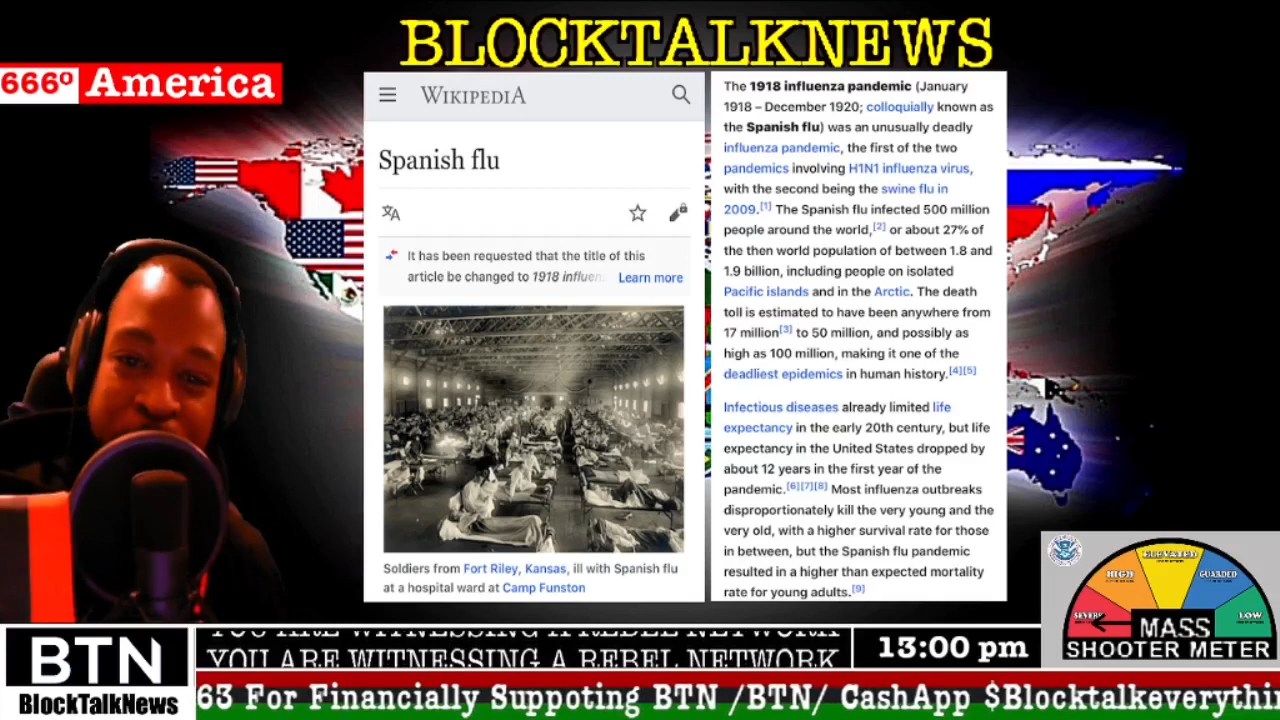 BLOCKTALKNEWS
666º America
WIKIPEDIA
Spanish flu
It has been requested that the title of this
article be changed to 1918 influen
Learn more
Soldiers from Fort Riley, Kansas, ill with Spanish flu
at a hospital ward at Camp Funston
The 1918 influenza pandemic (January
1918 – December 1920; colloquially known as
the Spanish flu) was an unusually deadly
influenza pandemic, the first of the two
pandemics involving H1N1 influenza virus,
with the second being the swine flu in
2009.[1] The Spanish flu infected 500 million
people around the world,[2] or about 27% of
the then world population of between 1.8 and
1.9 billion, including people on isolated
Pacific islands and in the Arctic. The death
toll is estimated to have been anywhere from
17 million[3] to 50 million, and possibly as
high as 100 million, making it one of the
deadliest epidemics in human history.[4][5]
Infectious diseases already limited life
expectancy in the early 20th century, but life
expectancy in the United States dropped by
about 12 years in the first year of the
pandemic.[6][7][8] Most influenza outbreaks
disproportionately kill the very young and the
very old, with a higher survival rate for those
in between, but the Spanish flu pandemic
resulted in a higher than expected mortality
rate for young adults.[9]
SEVERE
HIGH
ELEVATED
GUARDED
LOW
MASS
SHOOTER METER
BTN
BlockTalkNews
YOU ARE WITNESSING A REBEL NETWORK
YOU ARE WITNESSING A REBEL NETWORK
13:00 pm
63 For Financially Suppoting BTN /BTN/ CashApp $Blocktalkeverythi